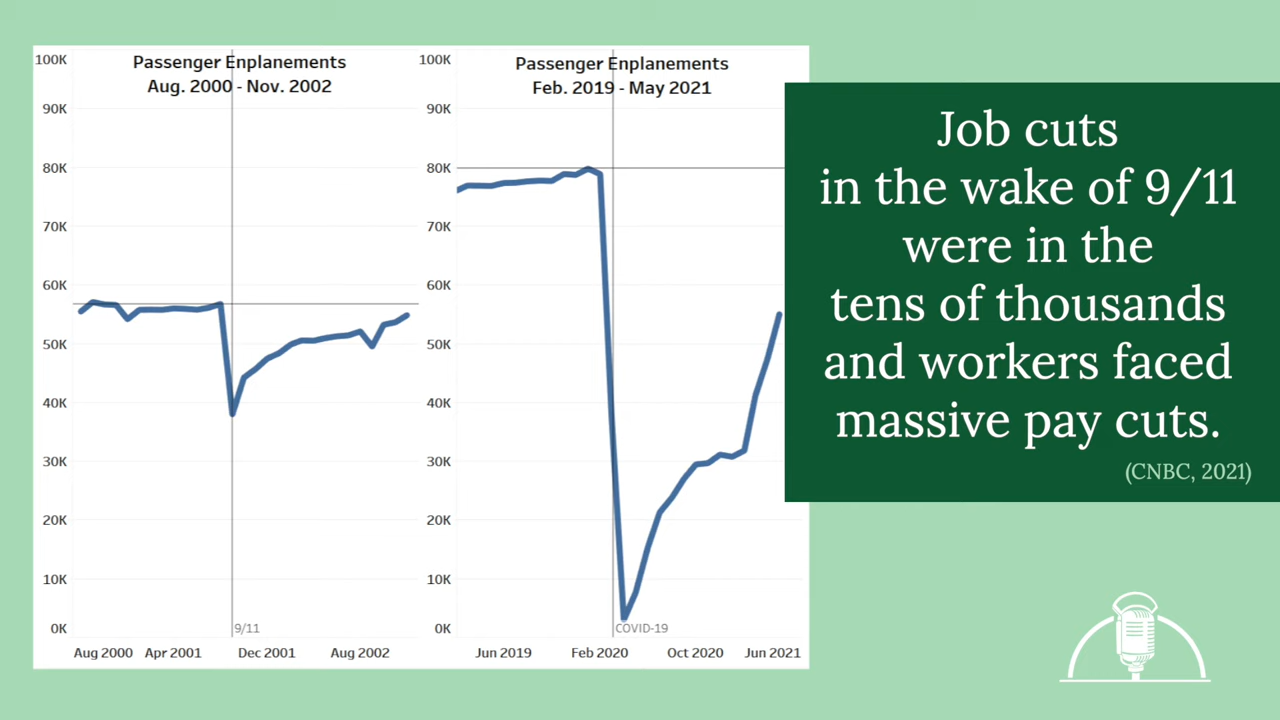 Passenger Enplanements
Aug. 2000 - Nov. 2002
100K
90K
80K
70K
60K
50K
40K
30K
20K
10K
0K
9/11
Aug 2000 Apr 2001 Dec 2001 Aug 2002
Passenger Enplanements
Feb. 2019 - May 2021
100K
90K
80K
70K
60K
50K
40K
30K
20K
10K
0K
COVID-19
Jun 2019 Feb 2020 Oct 2020 Jun 2021
Job cuts
in the wake of 9/11
were in the
tens of thousands
and workers faced
massive pay cuts.
(CNBC, 2021)